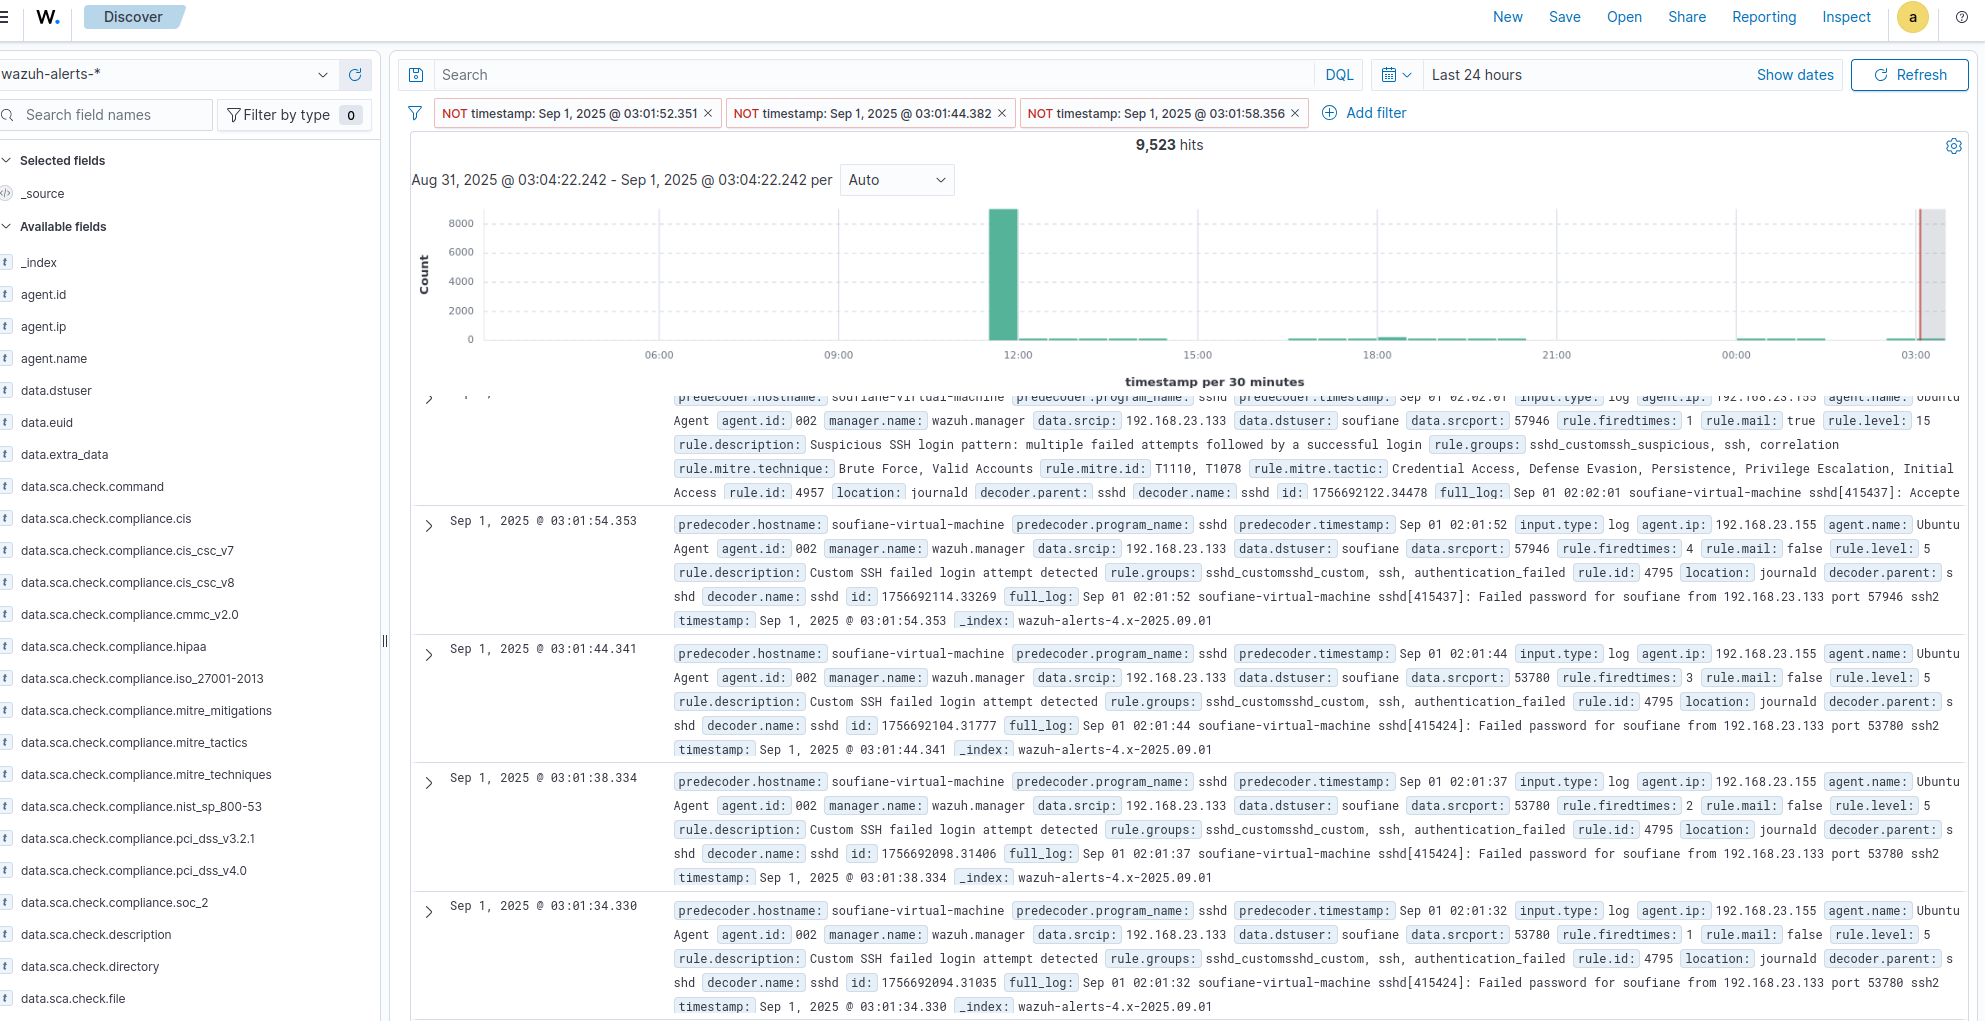 W. Discover New Save Open Share Reporting Inspect a
wazuh-alerts-*
Search DQL Last 24 hours Show dates Refresh
Search field names Filter by type 0
NOT timestamp: Sep 1, 2025 @ 03:01:52.351 × NOT timestamp: Sep 1, 2025 @ 03:01:44.382 × NOT timestamp: Sep 1, 2025 @ 03:01:58.356 × Add filter
Selected fields
_source
Available fields
_index
agent.id
agent.ip
agent.name
data.dstuser
data.euid
data.extra_data
data.sca.check.command
data.sca.check.compliance.cis
data.sca.check.compliance.cis_csc_v7
data.sca.check.compliance.cis_csc_v8
data.sca.check.compliance.cmmc_v2.0
data.sca.check.compliance.hipaa
data.sca.check.compliance.iso_27001-2013
data.sca.check.compliance.mitre_mitigations
data.sca.check.compliance.mitre_tactics
data.sca.check.compliance.mitre_techniques
data.sca.check.compliance.nist_sp_800-53
data.sca.check.compliance.pci_dss_v3.2.1
data.sca.check.compliance.pci_dss_v4.0
data.sca.check.compliance.soc_2
data.sca.check.description
data.sca.check.directory
data.sca.check.file
9,523 hits
Aug 31, 2025 @ 03:04:22.242 - Sep 1, 2025 @ 03:04:22.242 per Auto
Count
8000
6000
4000
2000
0
06:00 09:00 12:00 15:00 18:00 21:00 00:00 03:00
timestamp per 30 minutes
predecoder.hostname: soufiane-virtual-machine predecoder.program_name: sshd predecoder.timestamp: Sep 01 02:02:01 input.type: log agent.ip: 192.168.23.155 agent.name: Ubuntu
Agent agent.id: 002 manager.name: wazuh.manager data.srcip: 192.168.23.133 data.dstuser: soufiane data.srcport: 57946 rule.firedtimes: 1 rule.mail: true rule.level: 15
rule.description: Suspicious SSH login pattern: multiple failed attempts followed by a successful login rule.groups: sshd_customssh_suspicious, ssh, correlation
rule.mitre.technique: Brute Force, Valid Accounts rule.mitre.id: T1110, T1078 rule.mitre.tactic: Credential Access, Defense Evasion, Persistence, Privilege Escalation, Initial
Access rule.id: 4957 location: journald decoder.parent: sshd decoder.name: sshd id: 1756692122.34478 full_log: Sep 01 02:02:01 soufiane-virtual-machine sshd[415437]: Accepte
Sep 1, 2025 @ 03:01:54.353 predecoder.hostname: soufiane-virtual-machine predecoder.program_name: sshd predecoder.timestamp: Sep 01 02:01:52 input.type: log agent.ip: 192.168.23.155 agent.name: Ubuntu
Agent agent.id: 002 manager.name: wazuh.manager data.srcip: 192.168.23.133 data.dstuser: soufiane data.srcport: 57946 rule.firedtimes: 4 rule.mail: false rule.level: 5
rule.description: Custom SSH failed login attempt detected rule.groups: sshd_customsshd_custom, ssh, authentication_failed rule.id: 4795 location: journald decoder.parent: s
shd decoder.name: sshd id: 1756692114.33269 full_log: Sep 01 02:01:52 soufiane-virtual-machine sshd[415437]: Failed password for soufiane from 192.168.23.133 port 57946 ssh2
timestamp: Sep 1, 2025 @ 03:01:54.353 _index: wazuh-alerts-4.x-2025.09.01
Sep 1, 2025 @ 03:01:44.341 predecoder.hostname: soufiane-virtual-machine predecoder.program_name: sshd predecoder.timestamp: Sep 01 02:01:44 input.type: log agent.ip: 192.168.23.155 agent.name: Ubuntu
Agent agent.id: 002 manager.name: wazuh.manager data.srcip: 192.168.23.133 data.dstuser: soufiane data.srcport: 53780 rule.firedtimes: 3 rule.mail: false rule.level: 5
rule.description: Custom SSH failed login attempt detected rule.groups: sshd_customsshd_custom, ssh, authentication_failed rule.id: 4795 location: journald decoder.parent: s
shd decoder.name: sshd id: 1756692104.31777 full_log: Sep 01 02:01:44 soufiane-virtual-machine sshd[415424]: Failed password for soufiane from 192.168.23.133 port 53780 ssh2
timestamp: Sep 1, 2025 @ 03:01:44.341 _index: wazuh-alerts-4.x-2025.09.01
Sep 1, 2025 @ 03:01:38.334 predecoder.hostname: soufiane-virtual-machine predecoder.program_name: sshd predecoder.timestamp: Sep 01 02:01:37 input.type: log agent.ip: 192.168.23.155 agent.name: Ubuntu
Agent agent.id: 002 manager.name: wazuh.manager data.srcip: 192.168.23.133 data.dstuser: soufiane data.srcport: 53780 rule.firedtimes: 2 rule.mail: false rule.level: 5
rule.description: Custom SSH failed login attempt detected rule.groups: sshd_customsshd_custom, ssh, authentication_failed rule.id: 4795 location: journald decoder.parent: s
shd decoder.name: sshd id: 1756692098.31406 full_log: Sep 01 02:01:37 soufiane-virtual-machine sshd[415424]: Failed password for soufiane from 192.168.23.133 port 53780 ssh2
timestamp: Sep 1, 2025 @ 03:01:38.334 _index: wazuh-alerts-4.x-2025.09.01
Sep 1, 2025 @ 03:01:34.330 predecoder.hostname: soufiane-virtual-machine predecoder.program_name: sshd predecoder.timestamp: Sep 01 02:01:32 input.type: log agent.ip: 192.168.23.155 agent.name: Ubuntu
Agent agent.id: 002 manager.name: wazuh.manager data.srcip: 192.168.23.133 data.dstuser: soufiane data.srcport: 53780 rule.firedtimes: 1 rule.mail: false rule.level: 5
rule.description: Custom SSH failed login attempt detected rule.groups: sshd_customsshd_custom, ssh, authentication_failed rule.id: 4795 location: journald decoder.parent: s
shd decoder.name: sshd id: 1756692094.31035 full_log: Sep 01 02:01:32 soufiane-virtual-machine sshd[415424]: Failed password for soufiane from 192.168.23.133 port 53780 ssh2
timestamp: Sep 1, 2025 @ 03:01:34.330 _index: wazuh-alerts-4.x-2025.09.01